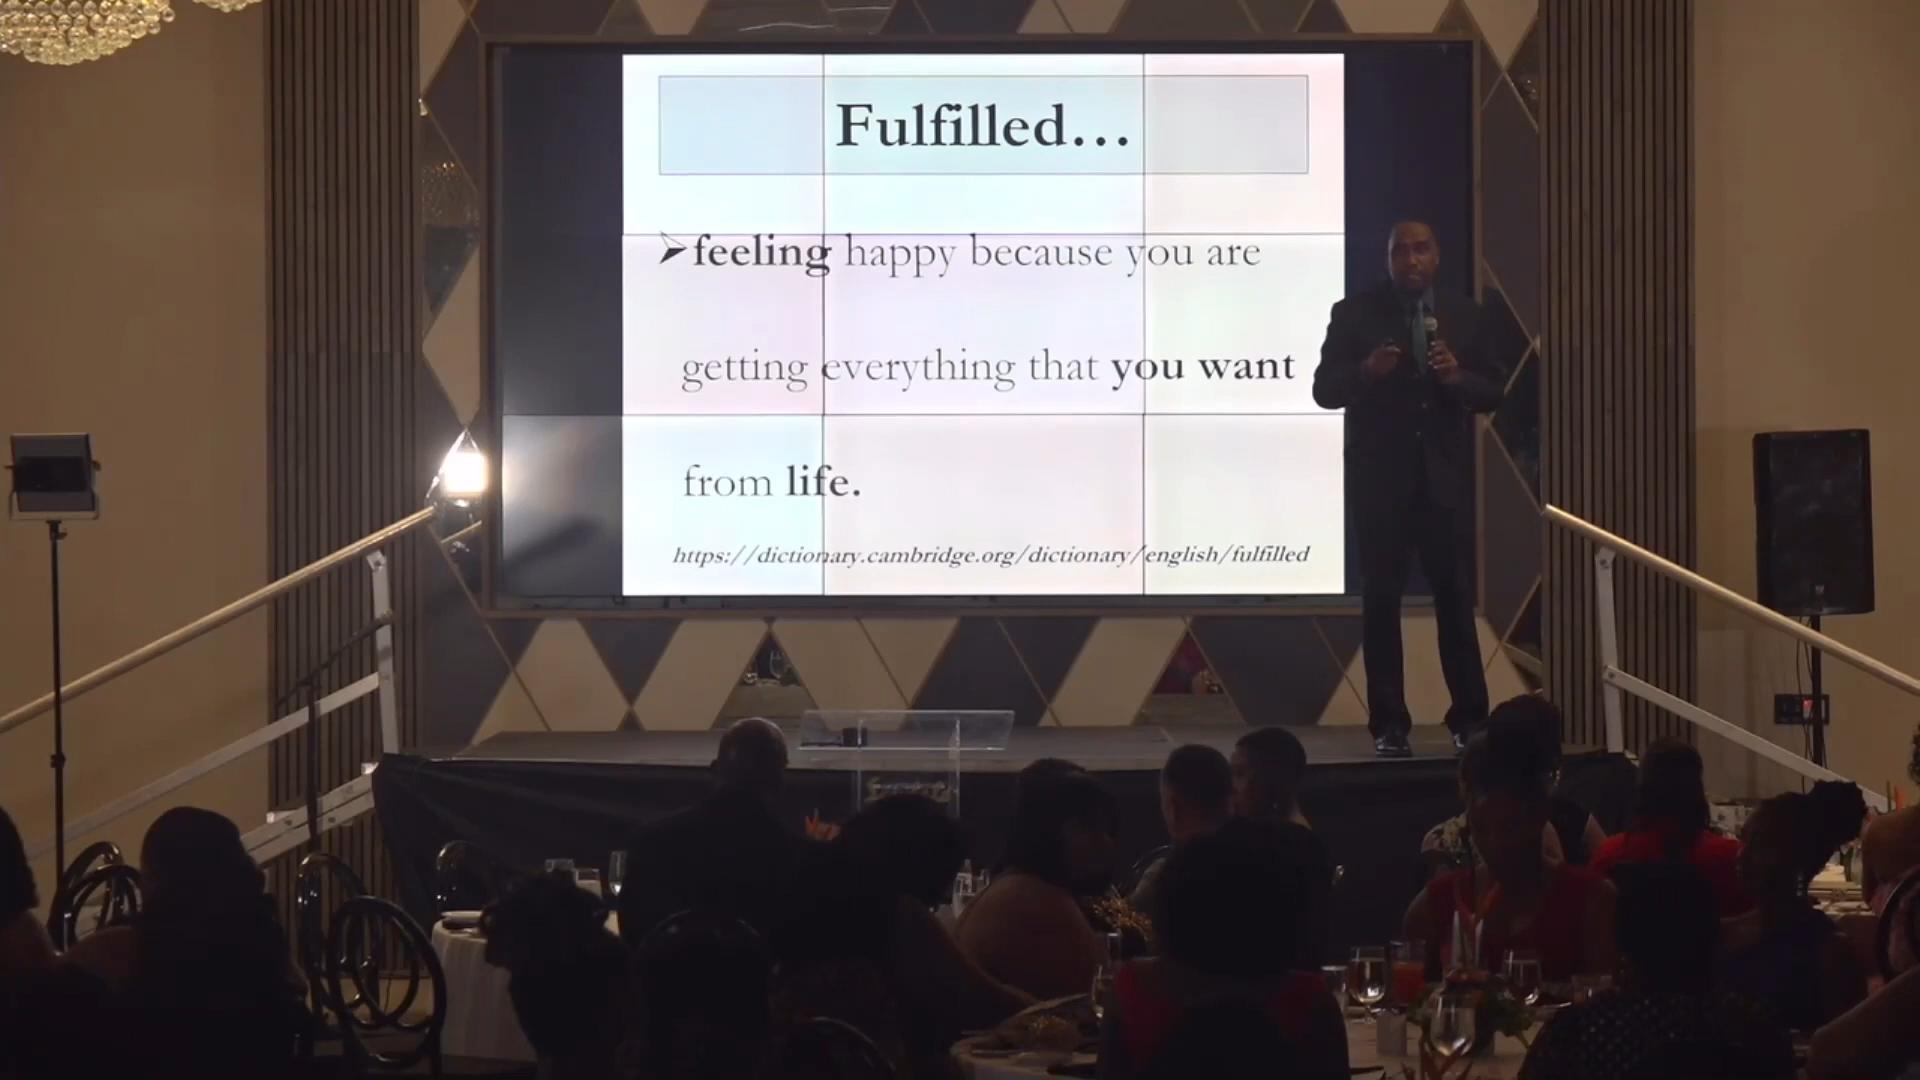 Fulfilled...
➢feeling happy because you are
getting everything that you want
from life.
https://dictionary.cambridge.org/dictionary/english/fulfilled